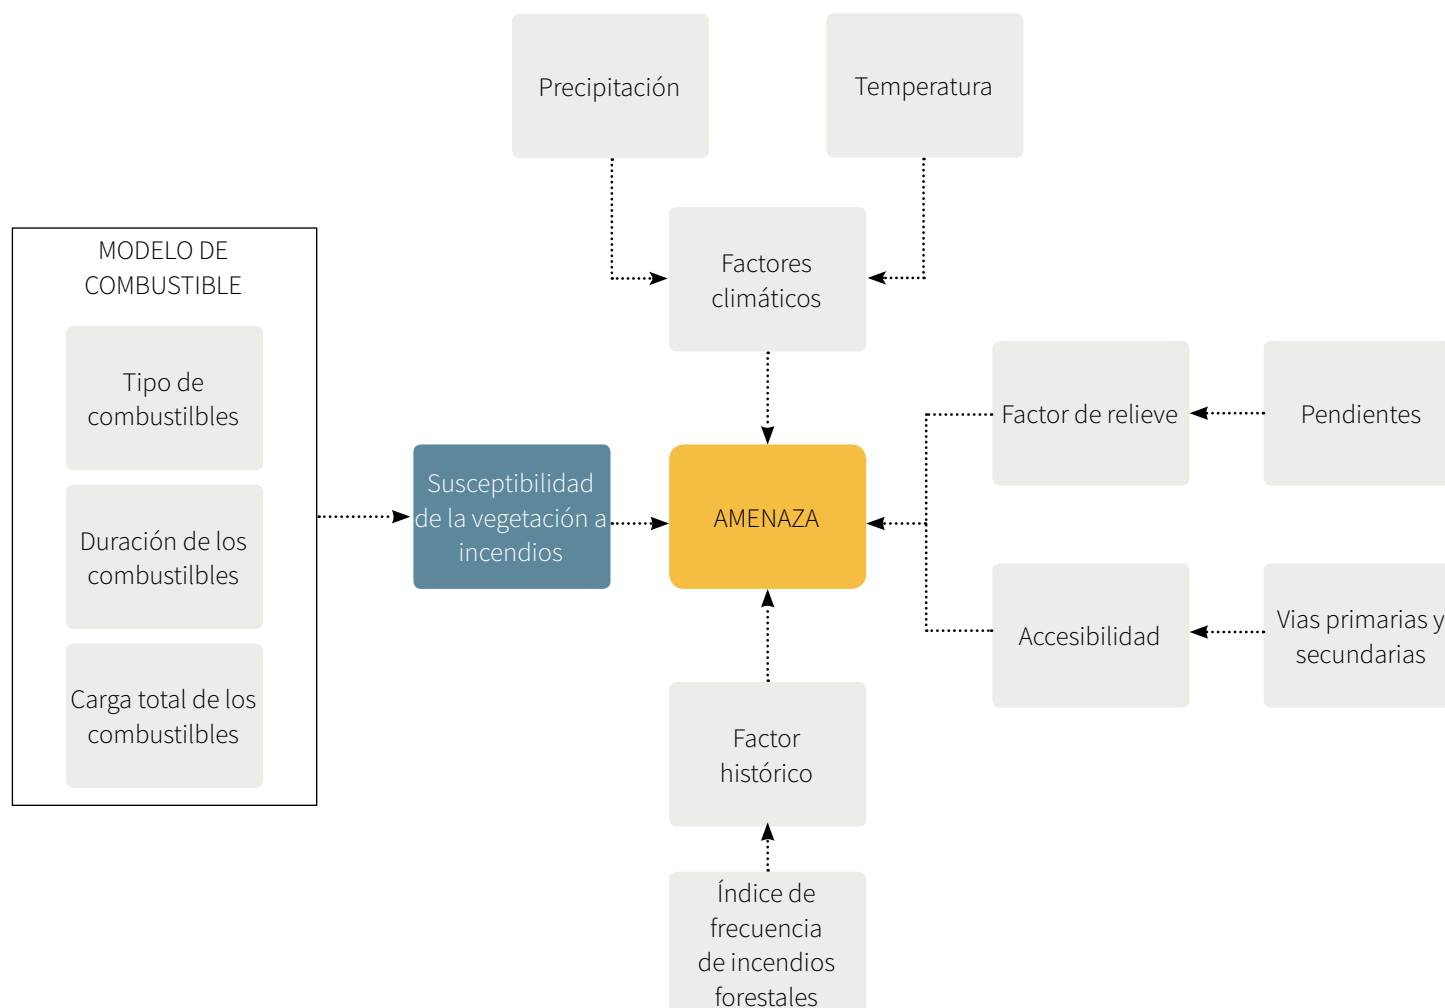 Precipitación
Temperatura
Factores
climáticos
MODELO DE
COMBUSTIBLE
Tipo de
combustilbles
Duración de los
combustilbles
Carga total de los
combustilbles
Susceptibilidad
de la vegetación a
incendios
AMENAZA
Factor de relieve
Pendientes
Accesibilidad
Vias primarias y
secundarias
Factor
histórico
Índice de
frecuencia
de incendios
forestales